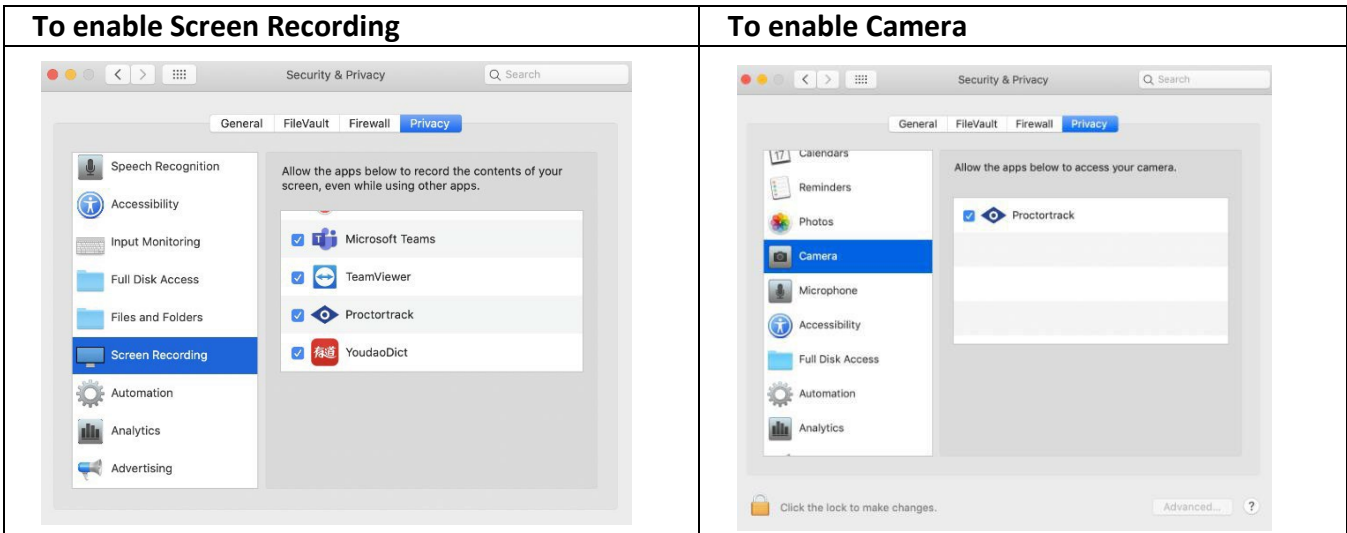 To enable Screen Recording
To enable Camera
Security & Privacy
Search
General FileVault Firewall Privacy
Speech Recognition
Accessibility
Input Monitoring
Full Disk Access
Files and Folders
Screen Recording
Automation
Analytics
Advertising
Allow the apps below to record the contents of your
screen, even while using other apps.
Microsoft Teams
TeamViewer
Proctortrack
有道 YoudaoDict
Security & Privacy
Search
General FileVault Firewall Privacy
17 Calendars
Reminders
Photos
Camera
Microphone
Accessibility
Full Disk Access
Automation
Analytics
Allow the apps below to access your camera.
Proctortrack
Click the lock to make changes.
Advanced... ?